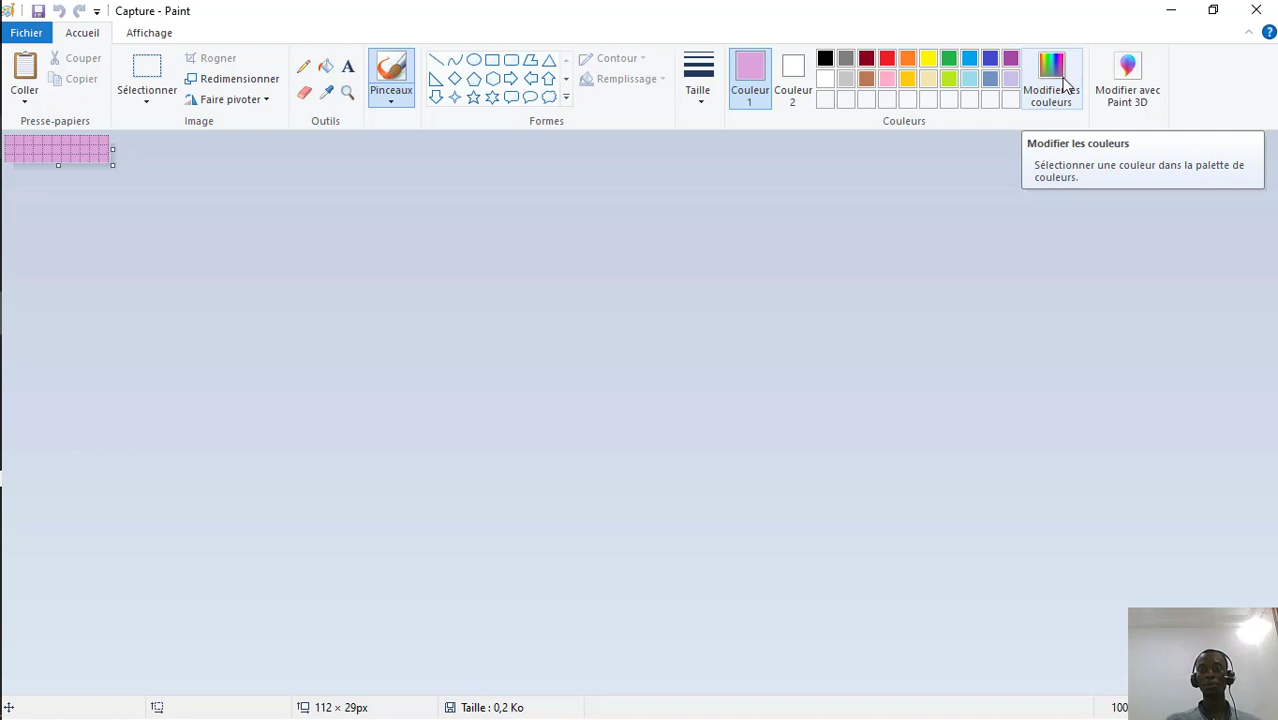 Capture - Paint
Fichier
Accueil
Affichage
Coller
Couper
Copier
Presse-papiers
Sélectionner
Rogner
Redimensionner
Faire pivoter
Image
A
Outils
Pinceaux
Contour
Remplissage
Formes
Taille
Couleur
1
Couleur
2
Couleurs
Modifier les
couleurs
Modifier avec
Paint 3D
Modifier les couleurs
Sélectionner une couleur dans la palette de
couleurs.
112 × 29px
Taille : 0,2 Ko
100